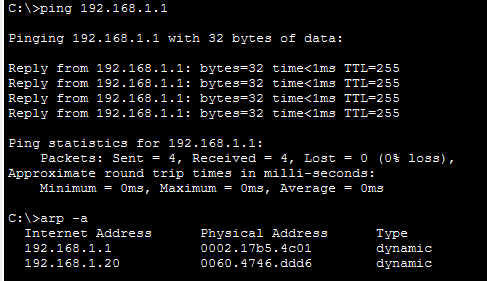 C:\>ping 192.168.1.1
Pinging 192.168.1.1 with 32 bytes of data:
Reply from 192.168.1.1: bytes=32 time<1ms TTL=255
Reply from 192.168.1.1: bytes=32 time<1ms TTL=255
Reply from 192.168.1.1: bytes=32 time<1ms TTL=255
Reply from 192.168.1.1: bytes=32 time<1ms TTL=255
Ping statistics for 192.168.1.1:
Packets: Sent = 4, Received = 4, Lost = 0 (0% loss),
Approximate round trip times in milli-seconds:
Minimum = 0ms, Maximum = 0ms, Average = 0ms
C:\>arp -a
Internet Address Physical Address Type
192.168.1.1 0002.17b5.4c01 dynamic
192.168.1.20 0060.4746.ddd6 dynamic